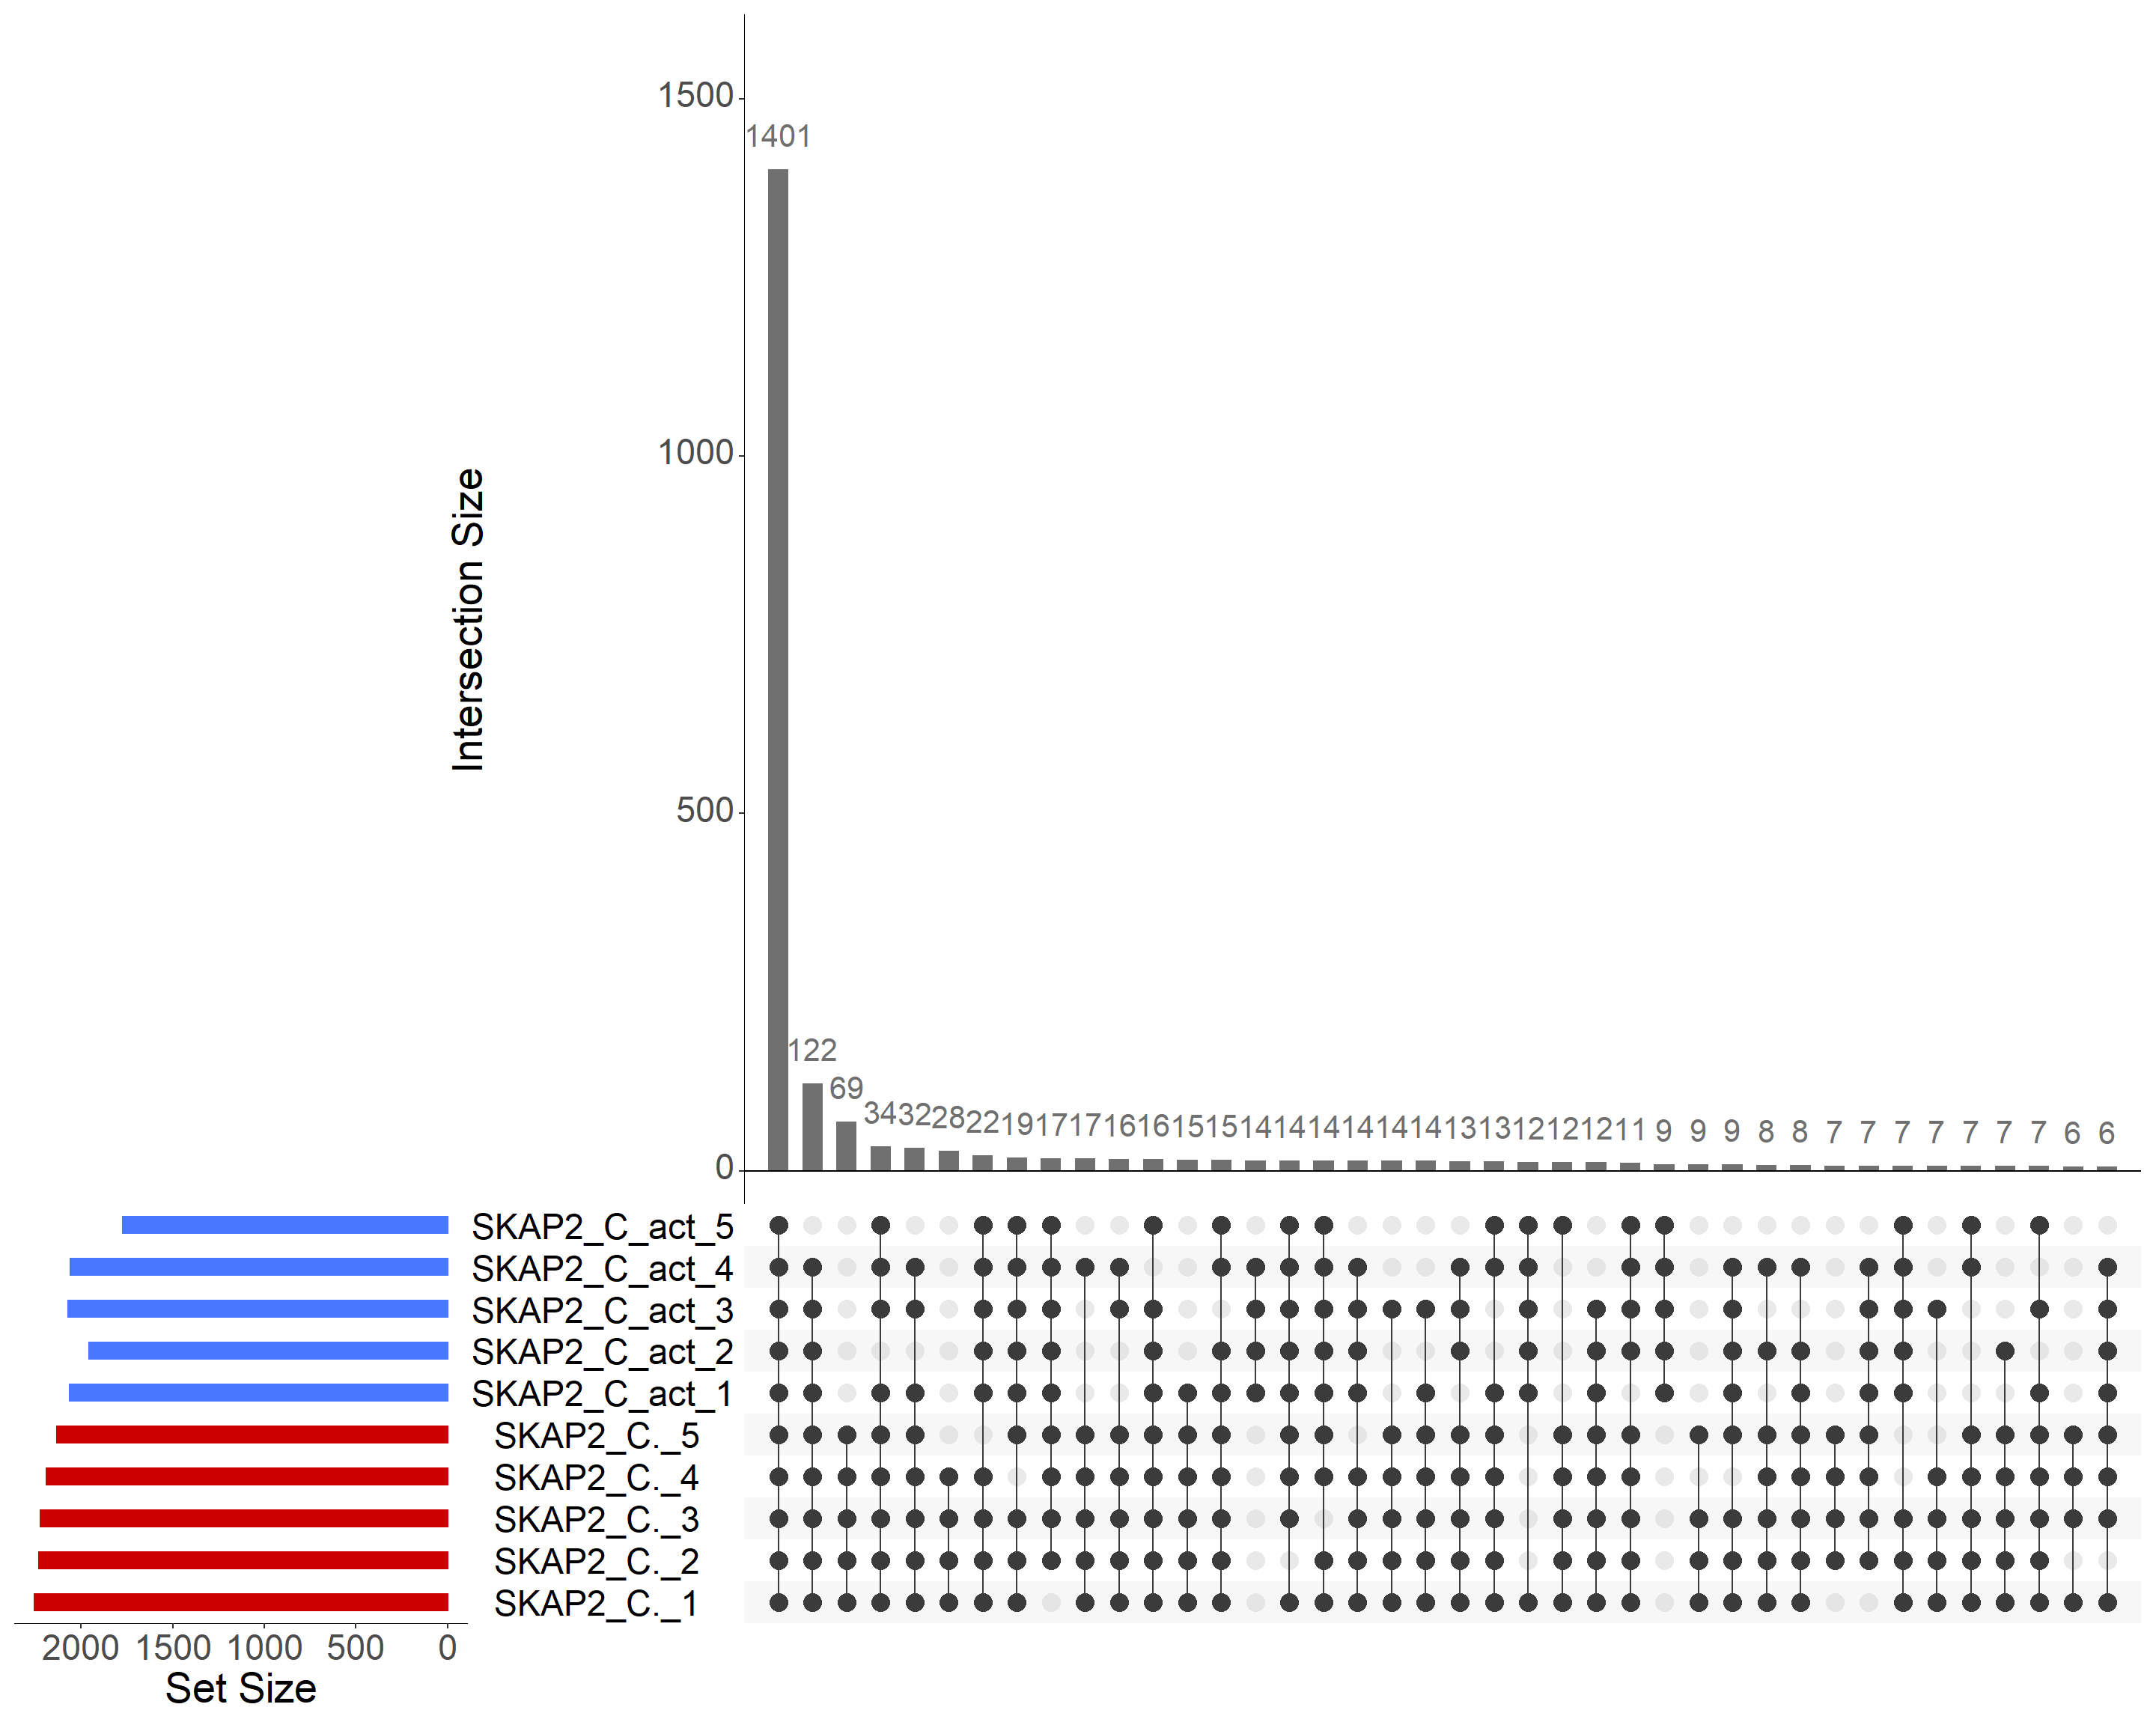 1500
1000
500
0
Intersection Size
1401
122
69
34 32 28 22 19 17 17 16 16 15 15 14 14 14 14 14 14 13 13 12 12 12 11 9 9 9 8 8 7 7 7 7 7 7 7 6 6
SKAP2_C_act_5
SKAP2_C_act_4
SKAP2_C_act_3
SKAP2_C_act_2
SKAP2_C_act_1
SKAP2_C._5
SKAP2_C._4
SKAP2_C._3
SKAP2_C._2
SKAP2_C._1
2000 1500 1000 500 0
Set Size